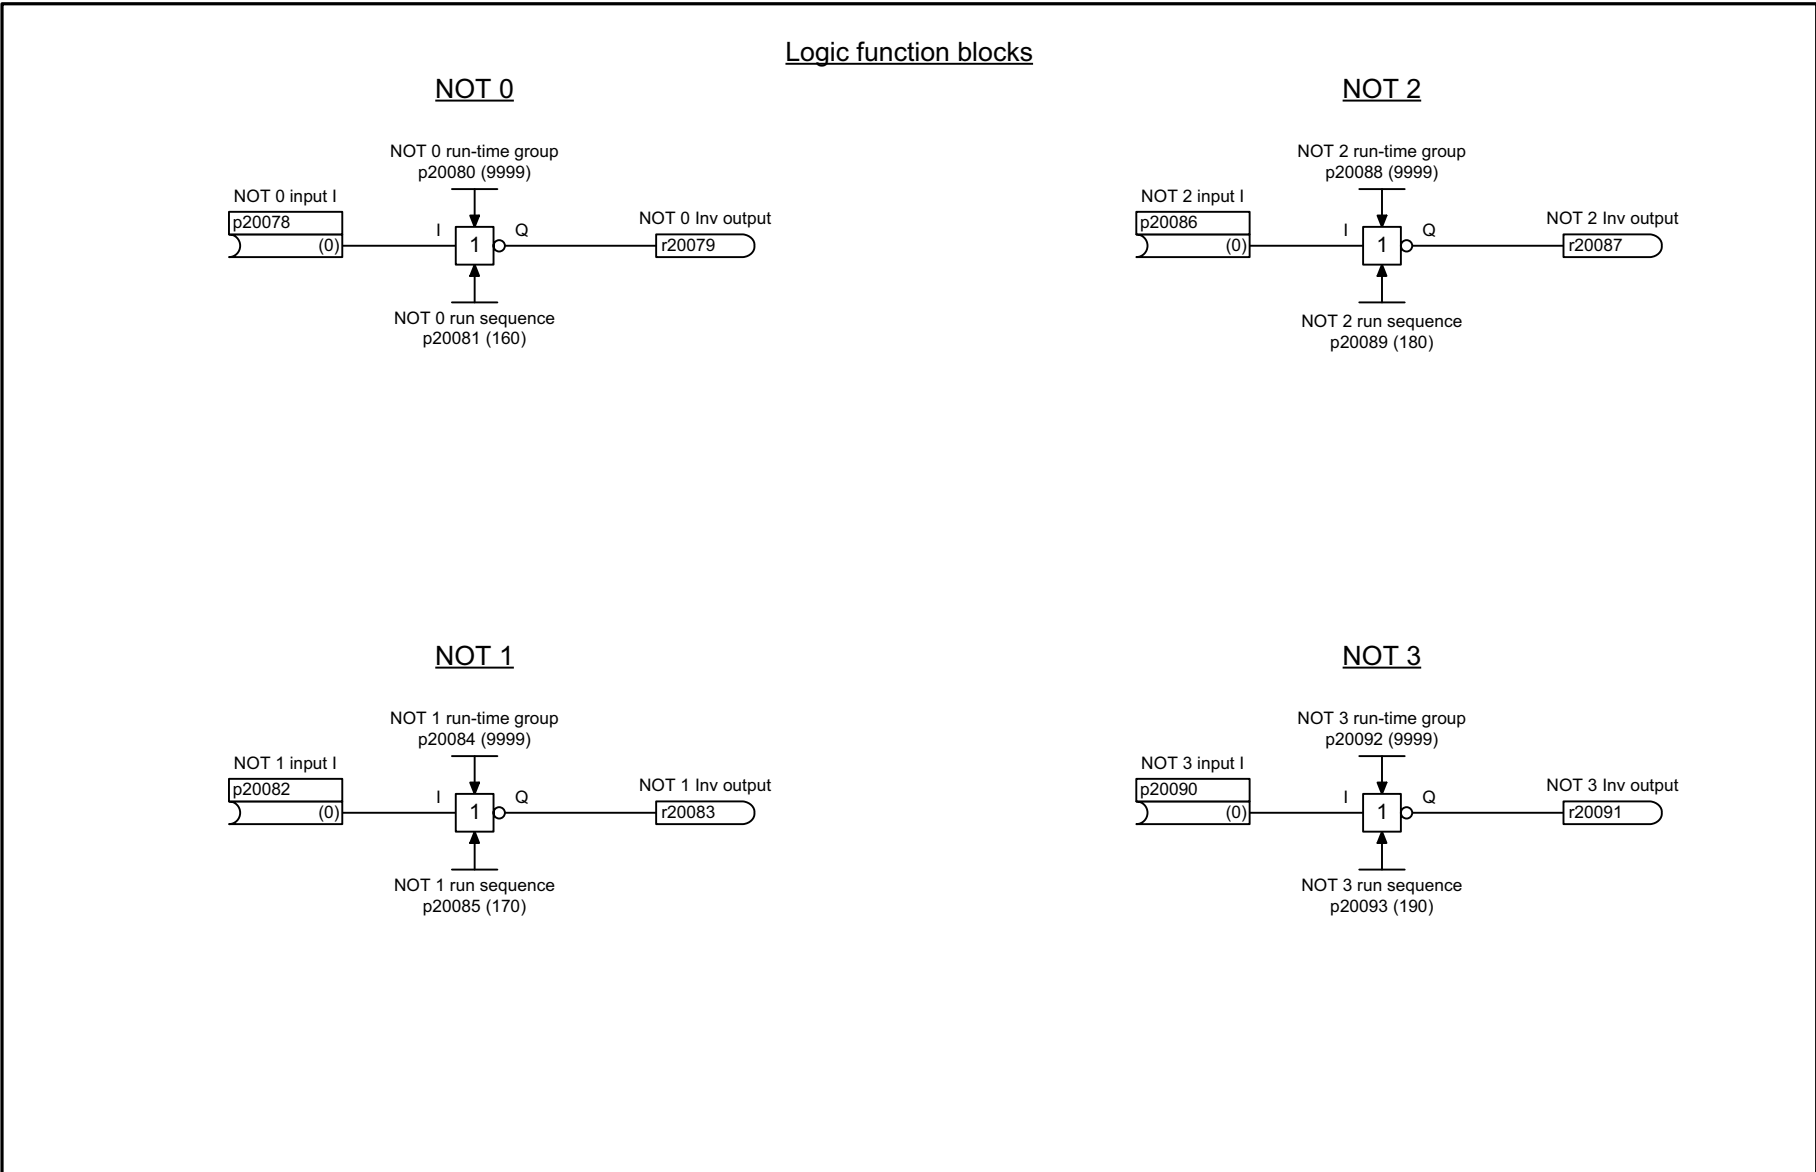 Logic function blocks
NOT 0
NOT 0 run-time group
p20080 (9999)
NOT 0 input I
p20078
(0)
I
1
Q
NOT 0 Inv output
r20079
NOT 0 run sequence
p20081 (160)
NOT 2
NOT 2 run-time group
p20088 (9999)
NOT 2 input I
p20086
(0)
I
1
Q
NOT 2 Inv output
r20087
NOT 2 run sequence
p20089 (180)
NOT 1
NOT 1 run-time group
p20084 (9999)
NOT 1 input I
p20082
(0)
I
1
Q
NOT 1 Inv output
r20083
NOT 1 run sequence
p20085 (170)
NOT 3
NOT 3 run-time group
p20092 (9999)
NOT 3 input I
p20090
(0)
I
1
Q
NOT 3 Inv output
r20091
NOT 3 run sequence
p20093 (190)